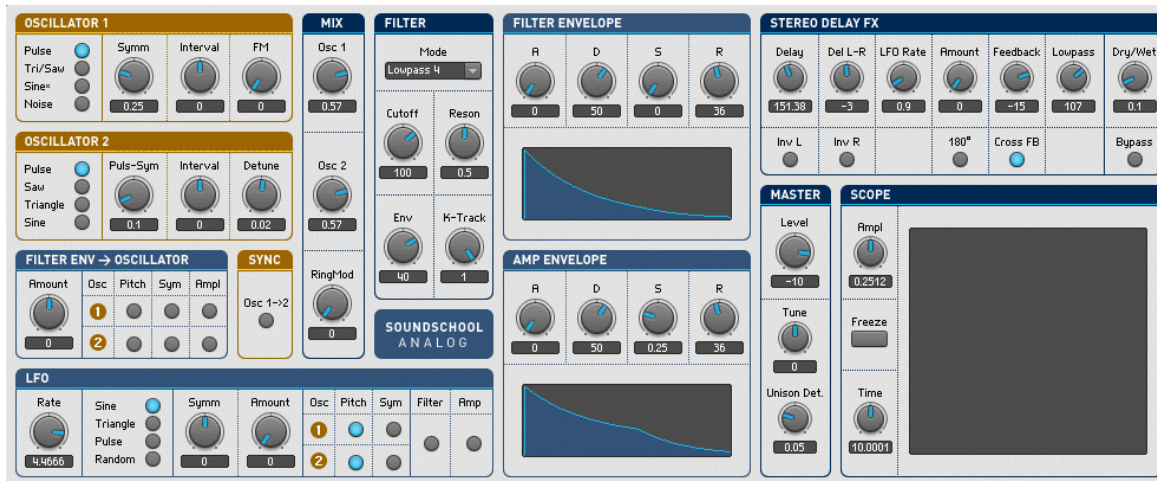 OSCILLATOR 1
Symm Interval FM
Pulse
Tri/Saw
Sine*
Noise
0.25 0 0
OSCILLATOR 2
Puls-Sym Interval Detune
Pulse
Saw
Triangle
Sine
0.1 0 0.02
FILTER ENV → OSCILLATOR
Amount Osc Pitch Sym Ampl
1
2
0
SYNC
Osc 1->2
MIX
Osc 1
0.57
Osc 2
0.57
RingMod
0
FILTER
Mode
Lowpass 4
Cutoff Reson
100 0.5
Env K-Track
40 1
SOUNDSCHOOL
ANALOG
LFO
Rate
4.4666
Sine
Triangle
Pulse
Random
Symm Amount
0 0
Osc Pitch Sym Filter Amp
1
2
FILTER ENVELOPE
A D S R
0 50 0 36
AMP ENVELOPE
A D S R
0 50 0.25 36
STEREO DELAY FX
Delay Del L-R LFO Rate Amount Feedback Lowpass Dry/Wet
151.38 -3 0.9 0 -15 107 0.1
Inv L Inv R 180° Cross FB Bypass
MASTER
Level
-10
Tune
0
Unison Det.
0.05
SCOPE
Ampl
0.2512
Freeze
Time
10.0001